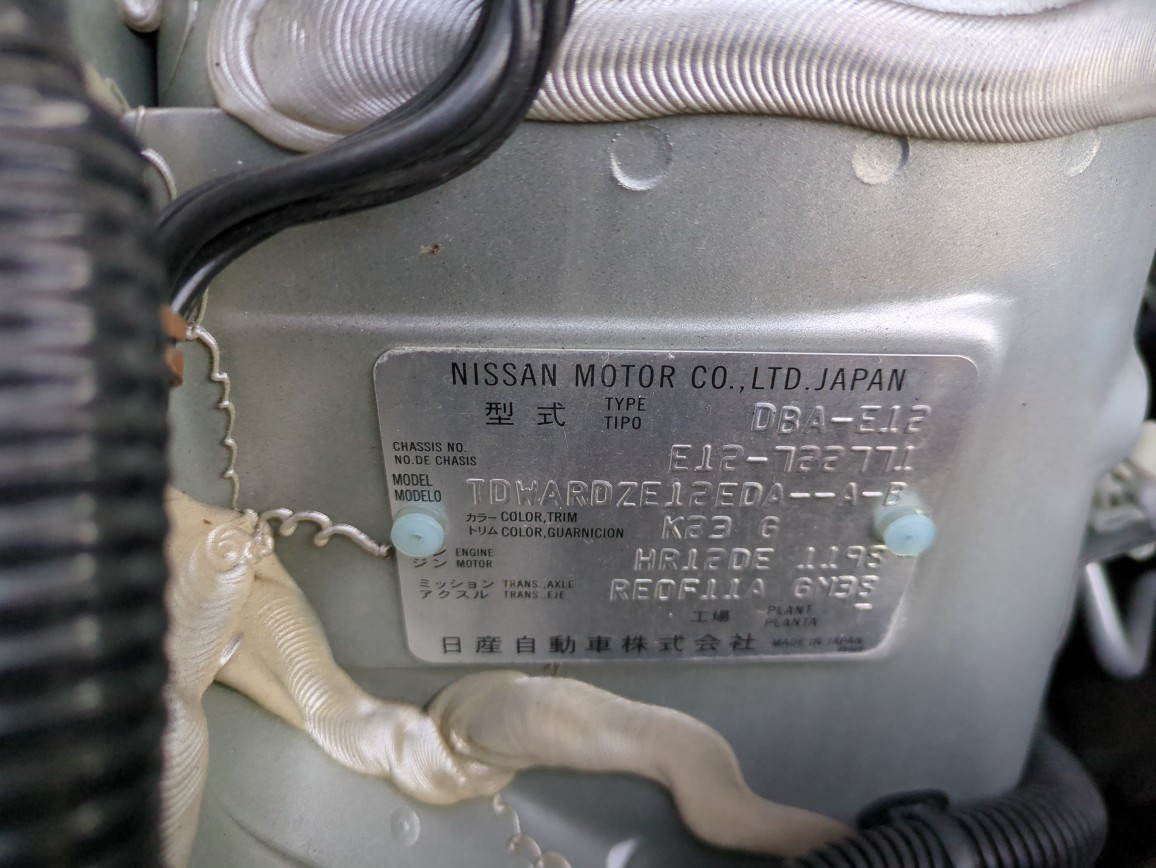 NISSAN MOTOR CO.,LTD.JAPAN
型式 TYPE TIPO DBA-E12
CHASSIS NO. NO.DE CHASIS E12-722771
MODEL MODELO TDWARDZE12EDA--A-B
カラー COLOR,TRIM K23 G
トリム COLOR,GUARNICION
ジン ENGINE MOTOR HR12DE 1198
ミッション TRANS.,AXLE RE0F11A GM38
アクスル TRANS.,EJE
工場 PLANT PLANTA
日産自動車株式会社 MADE IN JAPAN